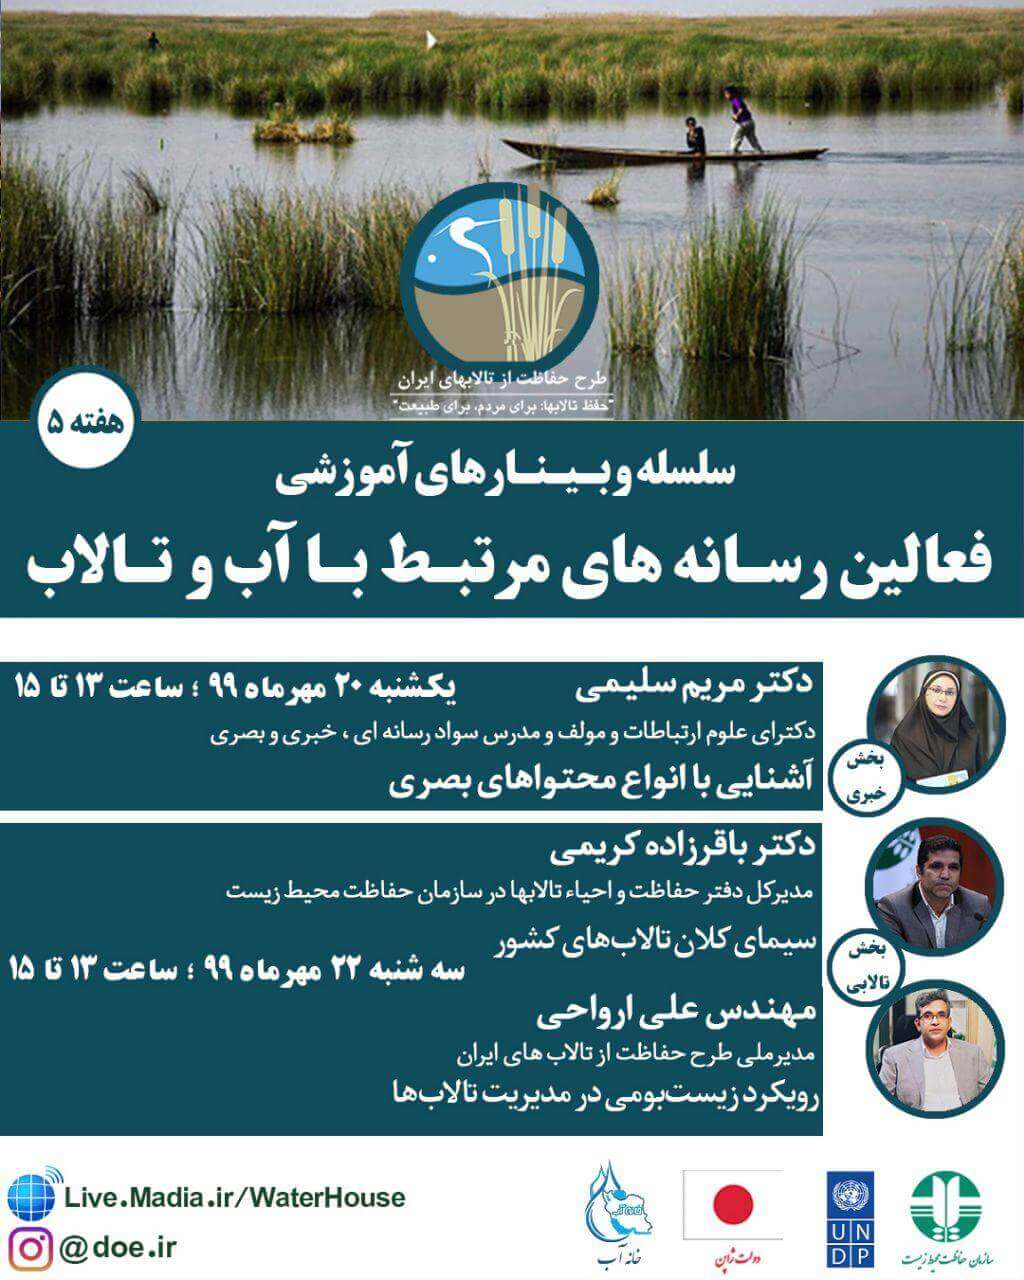 طرح حفاظت از تالابهای ایران
"حفظ تالابها: برای مردم، برای طبیعت"
هفته ۵
سلسله وبینارهای آموزشی
فعالین رسانه های مرتبط با آب و تالاب
دکتر مریم سلیمی
یکشنبه ۲۰ مهرماه ۹۹ ؛ ساعت ۱۳ تا ۱۵
دکترای علوم ارتباطات و مولف و مدرس سواد رسانه ای ، خبری و بصری
آشنایی با انواع محتواهای بصری
بخش
خبری
دکتر باقرزاده کریمی
مدیرکل دفتر حفاظت و احیاء تالابها در سازمان حفاظت محیط زیست
سیمای کلان تالاب‌های کشور
سه شنبه ۲۲ مهرماه ۹۹ ؛ ساعت ۱۳ تا ۱۵
بخش
تالابی
مهندس علی ارواحی
مدیرملی طرح حفاظت از تالاب های ایران
رویکرد زیست‌بومی در مدیریت تالاب‌ها
Live.Madia.ir/WaterHouse
@doe.ir
خانه آب
دولت ژاپن
UN
DP
سازمان حفاظت محیط زیست